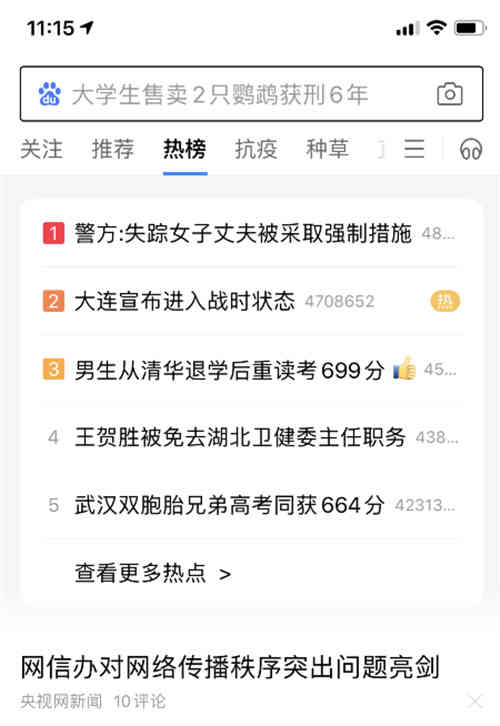 11:15
du 大学生售卖2只鹦鹉获刑6年
关注 推荐 热榜 抗疫 种草
1 警方:失踪女子丈夫被采取强制措施 48...
2 大连宣布进入战时状态 4708652 热
3 男生从清华退学后重读考699分 45...
4 王贺胜被免去湖北卫健委主任职务 438...
5 武汉双胞胎兄弟高考同获664分 42313...
查看更多热点 >
网信办对网络传播秩序突出问题亮剑
央视网新闻 10评论